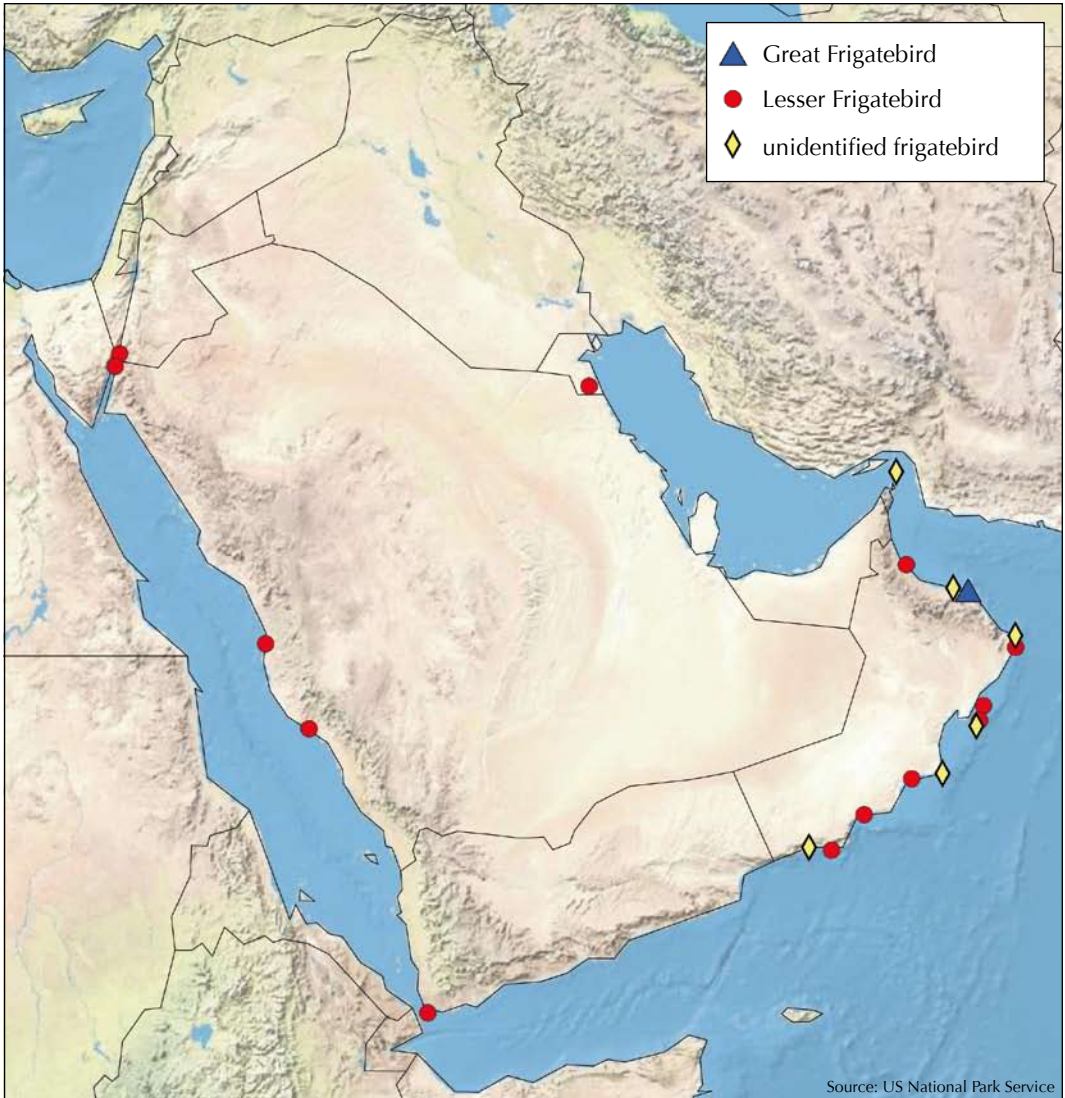 Great Frigatebird
Lesser Frigatebird
unidentified frigatebird
Source: US National Park Service